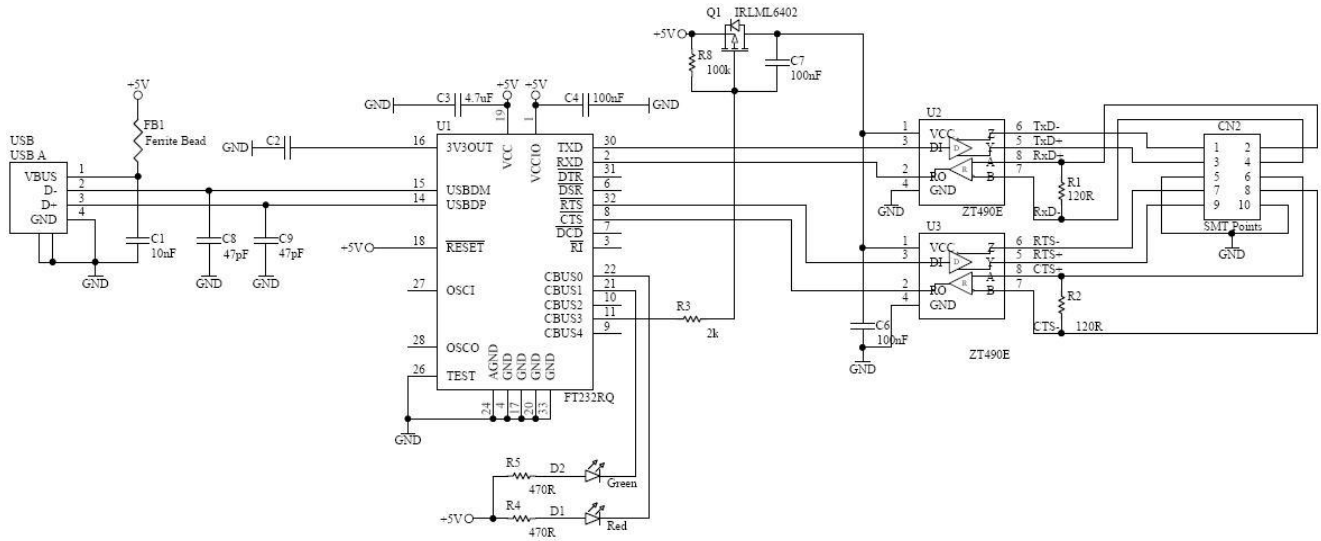 Q1 IRLML6402
+5V
R8
100k
C7
100nF
+5V
+5V +5V
GND C3 4.7uF
C4 100nF GND
FB1
Ferrite Bead
USB
USB A
VBUS 1
D- 2
D+ 3
GND 4
C1
10nF
GND
C8
47pF
GND
C9
47pF
GND
GND C2
U1
19 1
16 3V3OUT
VCC
VCCIO
15 USBDM
14 USBDP
+5V 18 RESET
27 OSCI
28 OSCO
26 TEST
TXD 30
RXD 2
DTR 31
DSR 6
RTS 32
CTS 8
DCD 7
RI 3
CBUS0 22
CBUS1 21
CBUS2 10
CBUS3 11
CBUS4 9
AGND GND GND GND GND
24 4 17 20 33
FT232RQ
GND
R3
2k
U2
1 VCC Z 6 TxD-
3 DI D Y 5 TxD+
A 8 RxD+
2 RO R B 7
4 GND
GND
ZT490E
R1
120R
RxD-
U3
1 VCC Z 6 RTS-
3 DI D Y 5 RTS+
A 8 CTS+
2 RO R B 7
4 GND
R2
CTS- 120R
ZT490E
C6
100nF
GND
CN2
1 2
3 4
5 6
7 8
9 10
SMT Points
GND
R5 D2
470R Green
R4 D1
+5V
470R Red